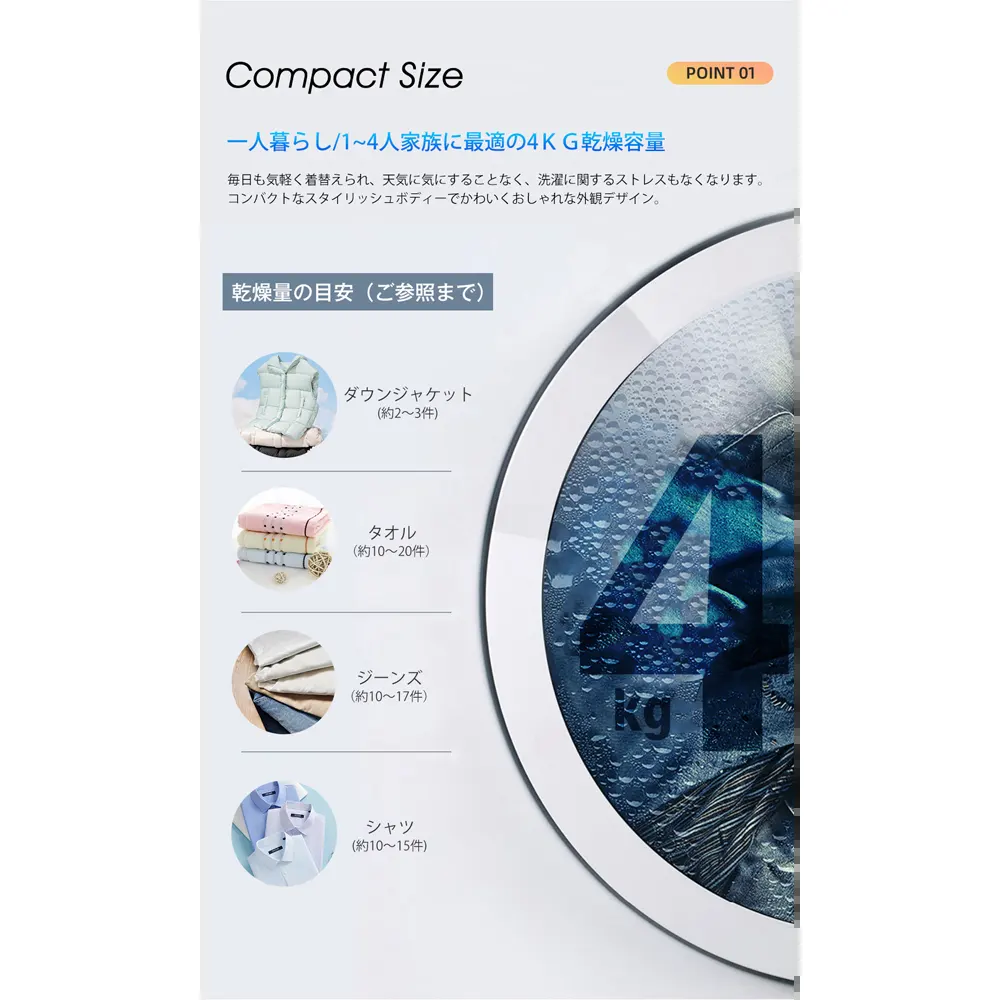 Compact Size
POINT 01
一人暮らし/1~4人家族に最適の4ＫＧ乾燥容量
毎日も気軽く着替えられ、天気に気にすることなく、洗濯に関するストレスもなくなります。
コンパクトなスタイリッシュボディーでかわいくおしゃれな外観デザイン。
乾燥量の目安（ご参照まで）
ダウンジャケット
(約2〜3件)
タオル
(約10〜20件)
ジーンズ
(約10〜17件)
シャツ
(約10〜15件)
4
kg